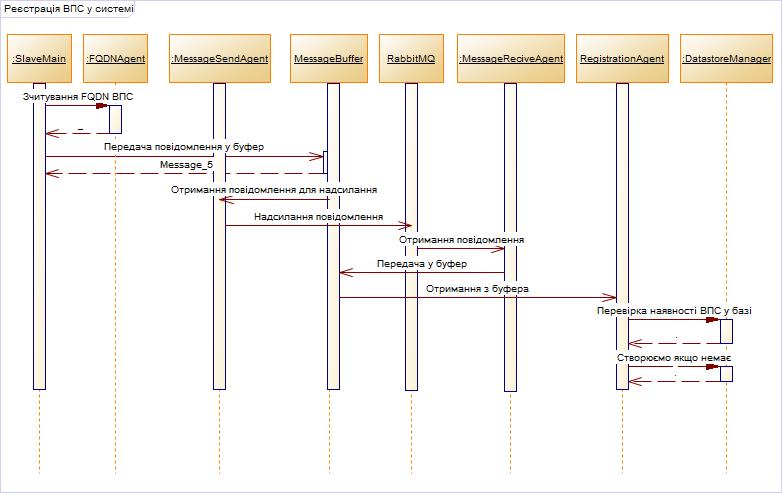 Реєстрація ВПС у системі
:SlaveMain
:FQDNAgent
:MessageSendAgent
MessageBuffer
RabbitMQ
:MessageReciveAgent
RegistrationAgent
:DatastoreManager
Зчитування FQDN ВПС
Передача повідомлення у буфер
Message_5
Отримання повідомлення для надсилання
Надсилання повідомлення
Отримання повідомлення
Передача у буфер
Отримання з буфера
Перевірка наявності ВПС у базі
Створюємо якщо немає